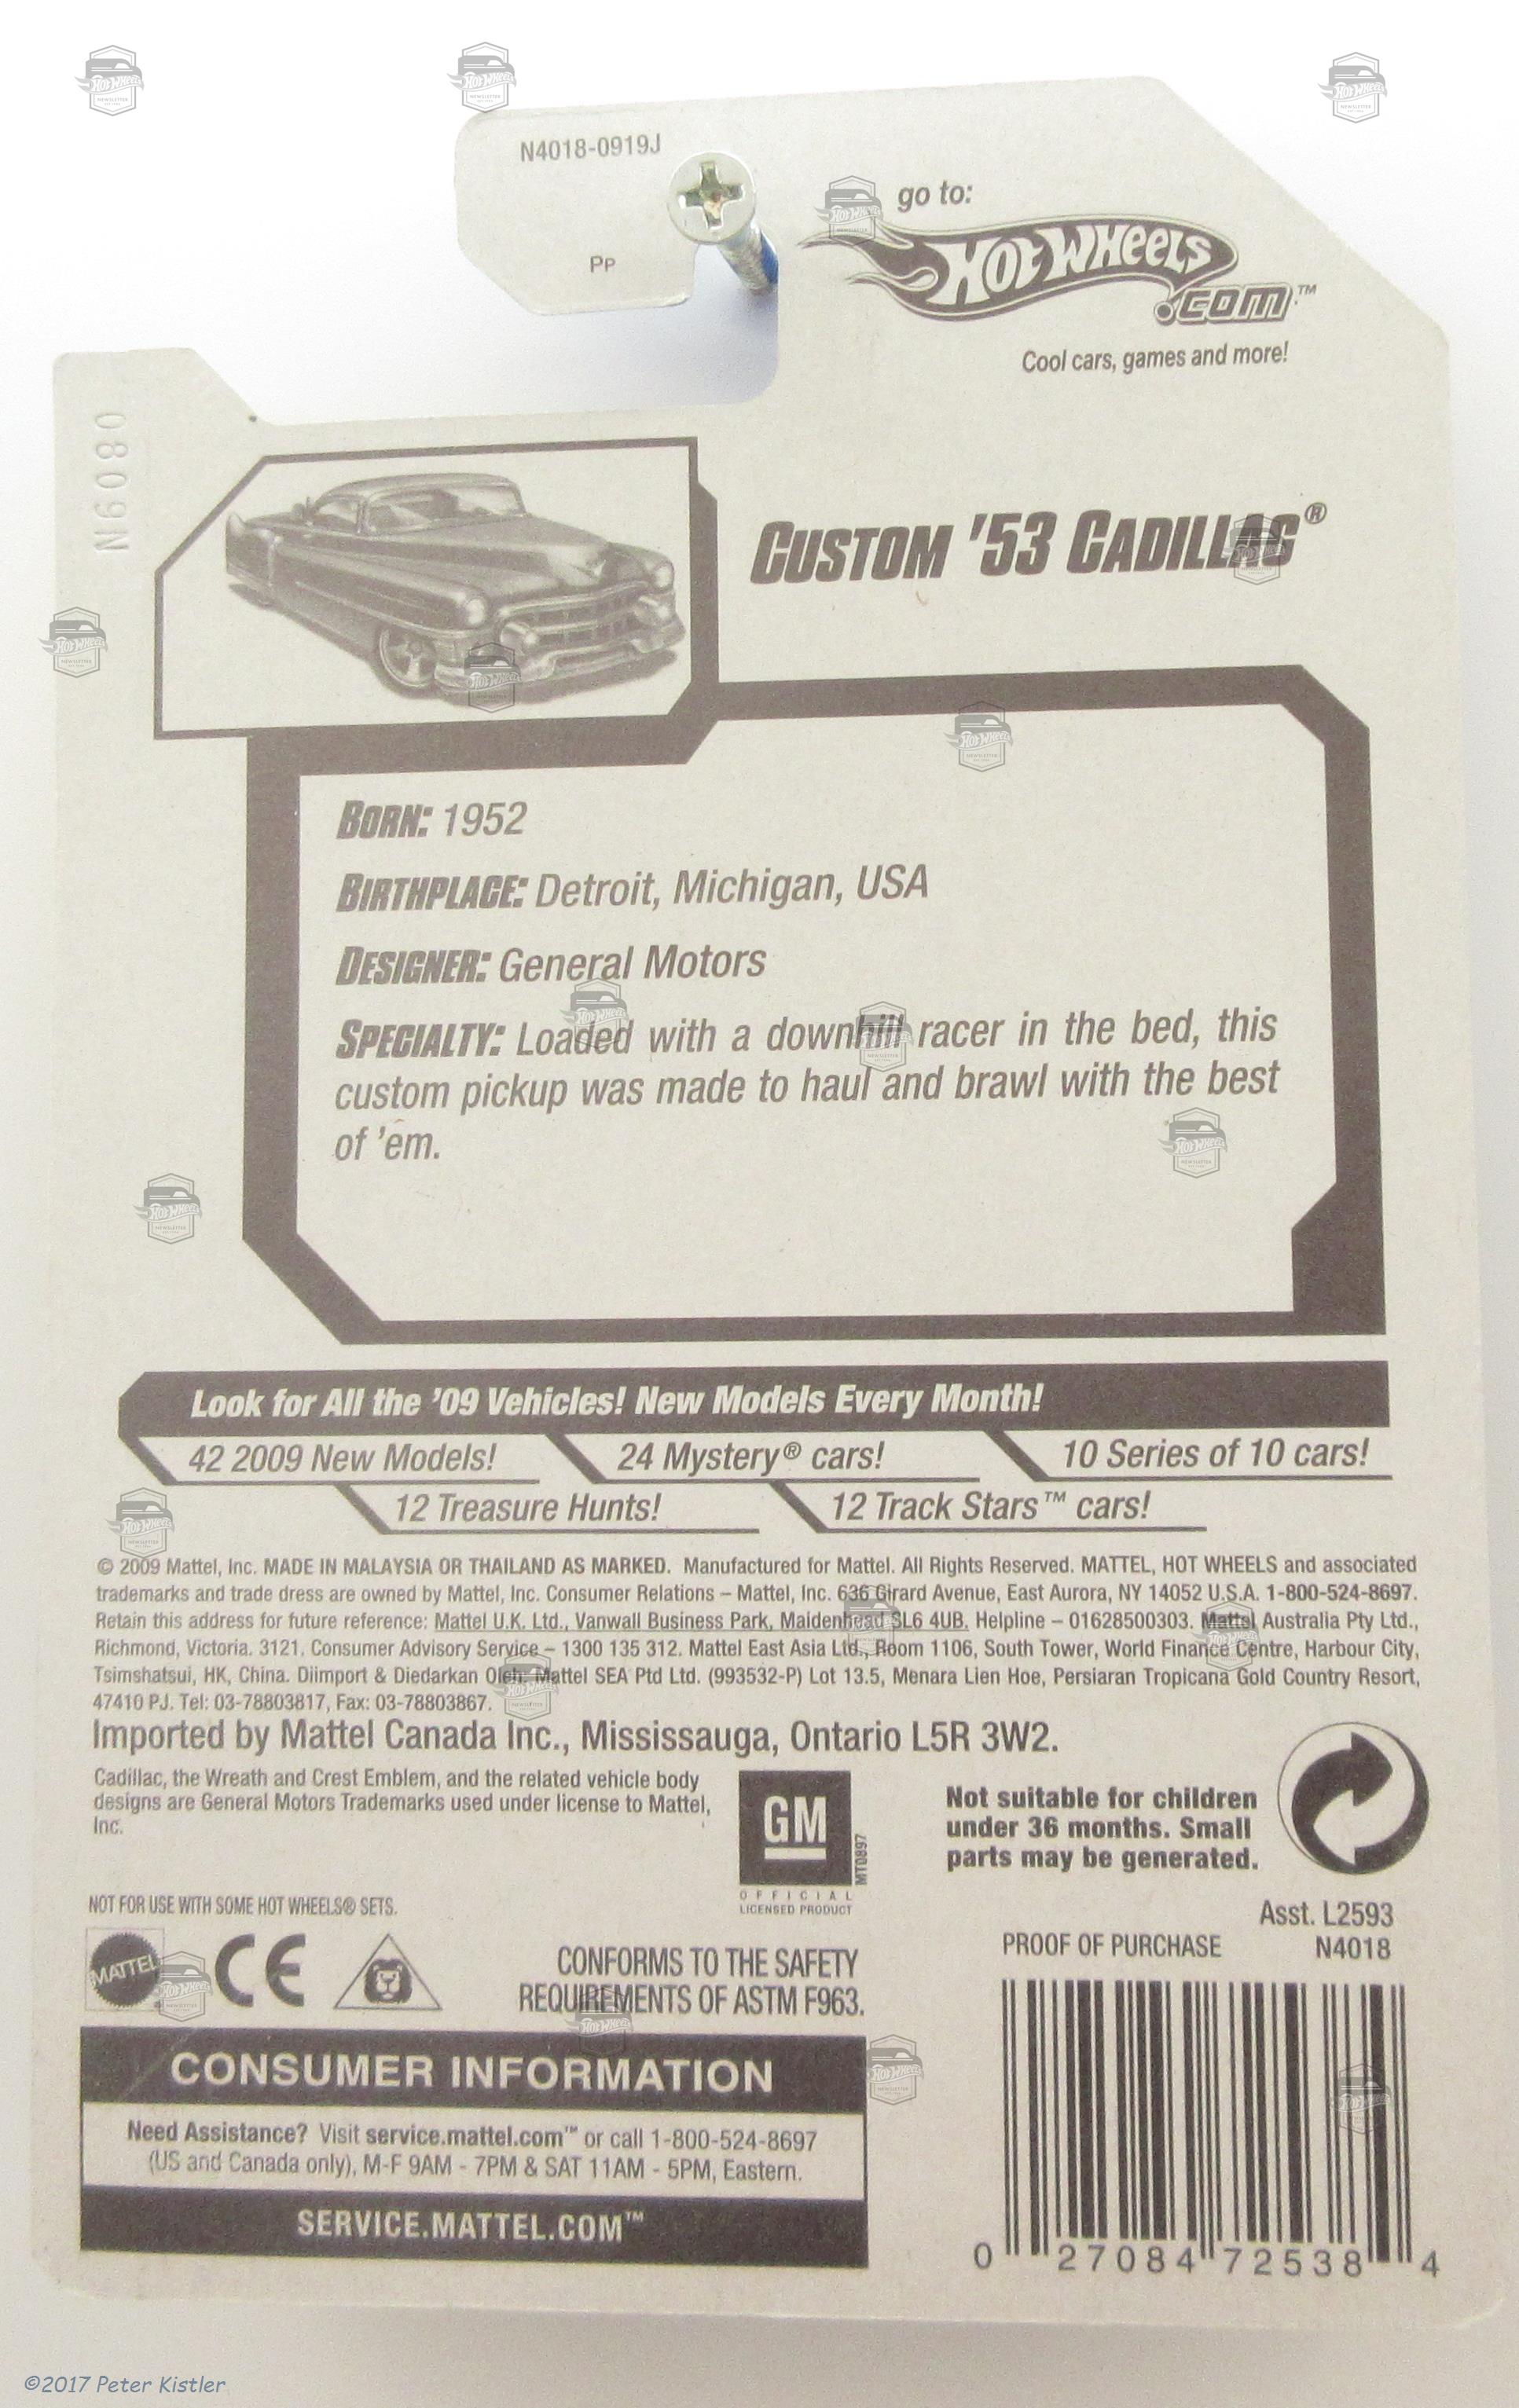 N4018-0919J
PP
go to:
Hot Wheels
.com™
Cool cars, games and more!
0809N
CUSTOM '53 CADILLAC®
BORN: 1952
BIRTHPLACE: Detroit, Michigan, USA
DESIGNER: General Motors
SPECIALTY: Loaded with a downhill racer in the bed, this
custom pickup was made to haul and brawl with the best
of 'em.
Look for All the '09 Vehicles! New Models Every Month!
42 2009 New Models!
24 Mystery® cars!
10 Series of 10 cars!
12 Treasure Hunts!
12 Track Stars™ cars!
© 2009 Mattel, Inc. MADE IN MALAYSIA OR THAILAND AS MARKED. Manufactured for Mattel. All Rights Reserved. MATTEL, HOT WHEELS and associated
trademarks and trade dress are owned by Mattel, Inc. Consumer Relations – Mattel, Inc. 636 Girard Avenue, East Aurora, NY 14052 U.S.A. 1-800-524-8697.
Retain this address for future reference: Mattel U.K. Ltd., Vanwall Business Park, Maidenhead SL6 4UB. Helpline – 01628500303. Mattel Australia Pty Ltd.,
Richmond, Victoria. 3121. Consumer Advisory Service – 1300 135 312. Mattel East Asia Ltd., Room 1106, South Tower, World Finance Centre, Harbour City,
Tsimshatsui, HK, China. Diimport & Diedarkan Oleh: Mattel SEA Ptd Ltd. (993532-P) Lot 13.5, Menara Lien Hoe, Persiaran Tropicana Gold Country Resort,
47410 PJ. Tel: 03-78803817, Fax: 03-78803867.
Imported by Mattel Canada Inc., Mississauga, Ontario L5R 3W2.
Cadillac, the Wreath and Crest Emblem, and the related vehicle body
designs are General Motors Trademarks used under license to Mattel,
Inc.
GM
MT0897
OFFICIAL
LICENSED PRODUCT
Not suitable for children
under 36 months. Small
parts may be generated.
NOT FOR USE WITH SOME HOT WHEELS® SETS.
Asst. L2593
PROOF OF PURCHASE N4018
MATTEL
CE
CONFORMS TO THE SAFETY
REQUIREMENTS OF ASTM F963.
CONSUMER INFORMATION
Need Assistance? Visit service.mattel.com™ or call 1-800-524-8697
(US and Canada only), M-F 9AM - 7PM & SAT 11AM - 5PM, Eastern.
SERVICE.MATTEL.COM™
0 27084 72538 4
©2017 Peter Kistler